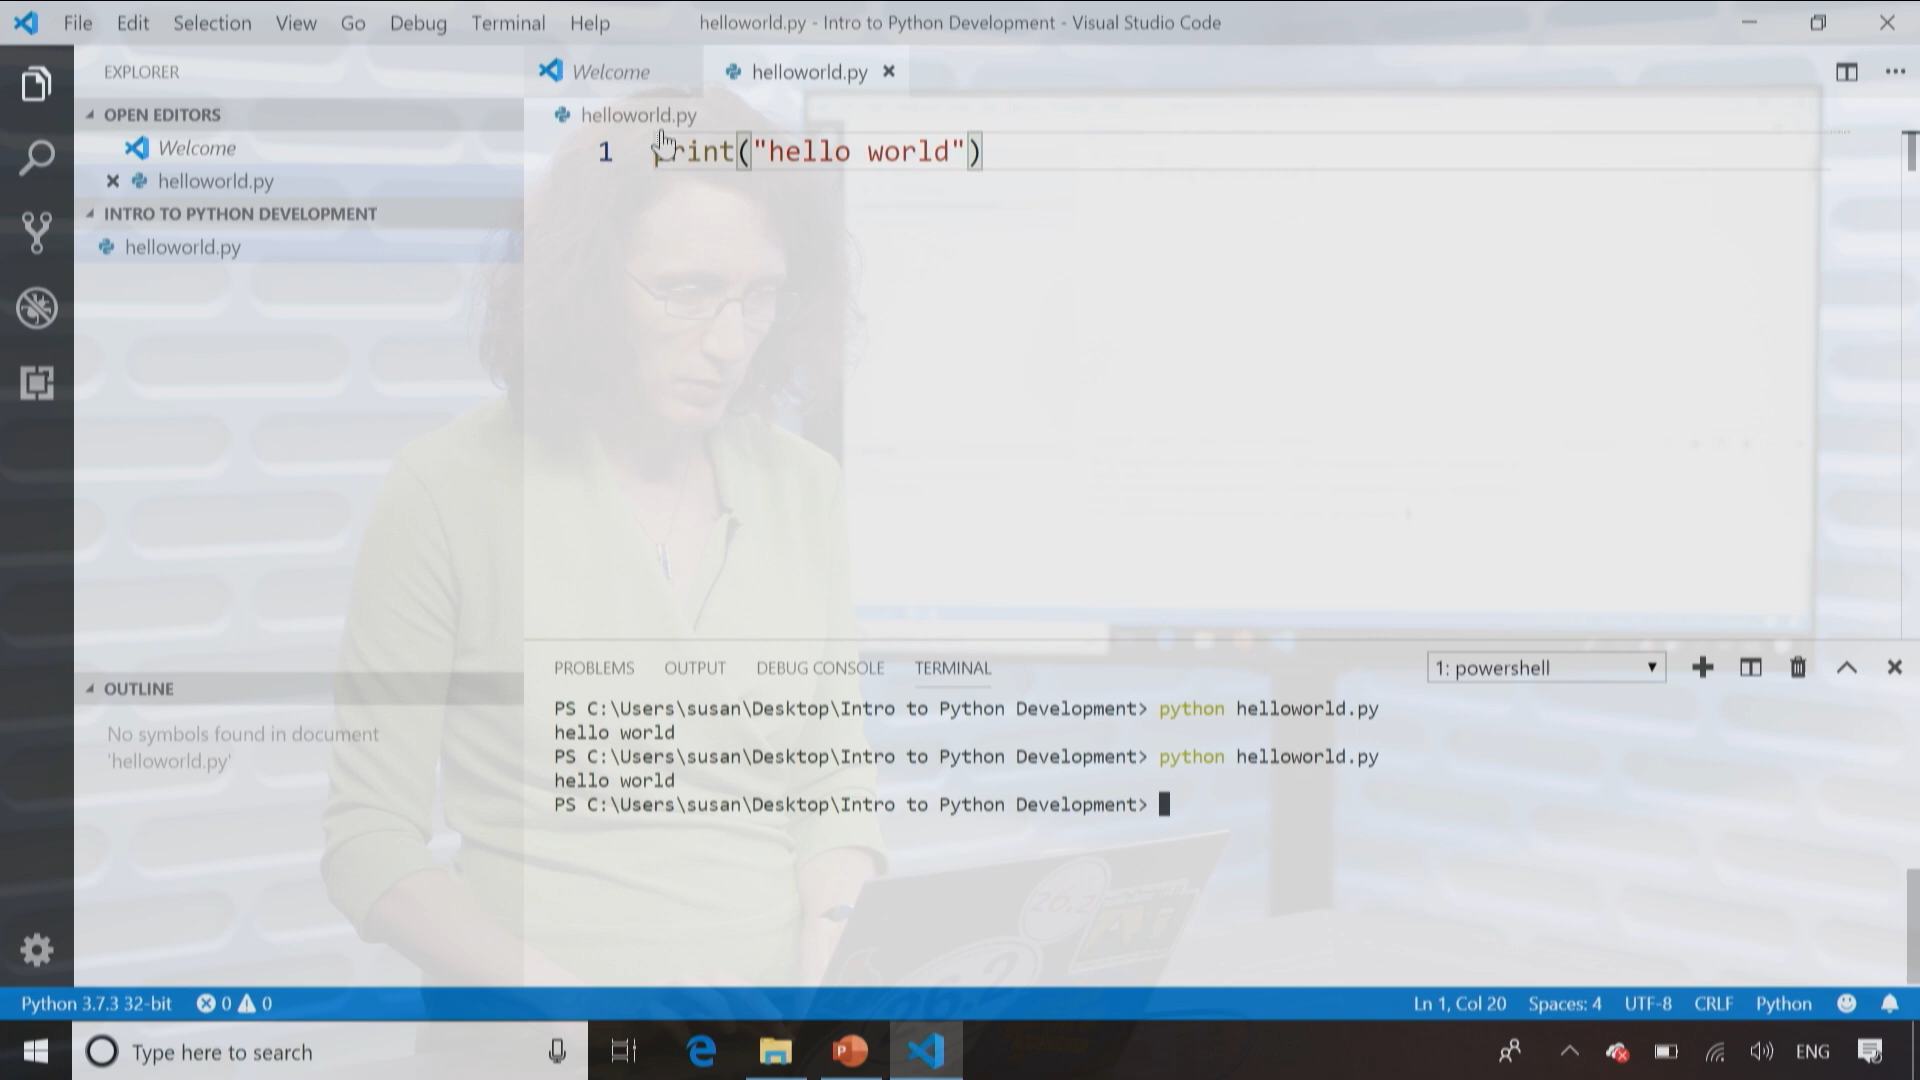 File Edit Selection View Go Debug Terminal Help helloworld.py - Intro to Python Development - Visual Studio Code
EXPLORER
Welcome helloworld.py
OPEN EDITORS
helloworld.py
Welcome
1 print("hello world")
helloworld.py
INTRO TO PYTHON DEVELOPMENT
helloworld.py
OUTLINE
No symbols found in document
'helloworld.py'
PROBLEMS OUTPUT DEBUG CONSOLE TERMINAL 1: powershell
PS C:\Users\susan\Desktop\Intro to Python Development> python helloworld.py
hello world
PS C:\Users\susan\Desktop\Intro to Python Development> python helloworld.py
hello world
PS C:\Users\susan\Desktop\Intro to Python Development>
26.2
Ai
26.2
Python 3.7.3 32-bit 0 0 Ln 1, Col 20 Spaces: 4 UTF-8 CRLF Python
Type here to search ENG